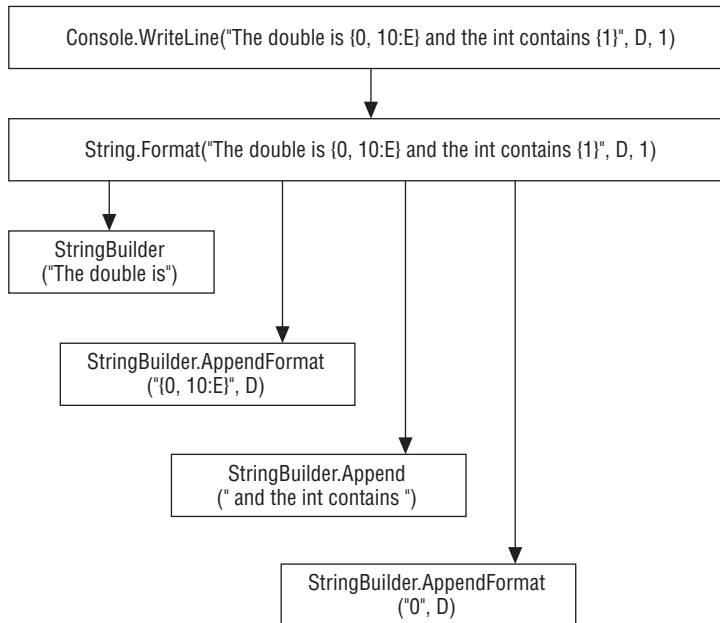 Console.WriteLine("The double is {0, 10:E} and the int contains {1}", D, 1)
String.Format("The double is {0, 10:E} and the int contains {1}", D, 1)
StringBuilder
("The double is")
StringBuilder.AppendFormat
("{0, 10:E}", D)
StringBuilder.Append
(" and the int contains ")
StringBuilder.AppendFormat
("0", D)